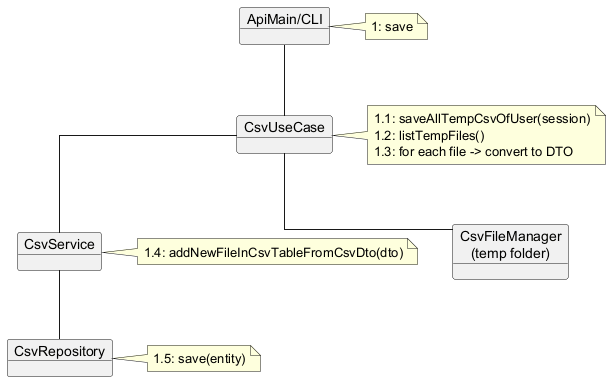 ApiMain/CLI
1: save
CsvUseCase
1.1: saveAllTempCsvOfUser(session)
1.2: listTempFiles()
1.3: for each file -> convert to DTO
CsvService
1.4: addNewFileInCsvTableFromCsvDto(dto)
CsvFileManager
(temp folder)
CsvRepository
1.5: save(entity)